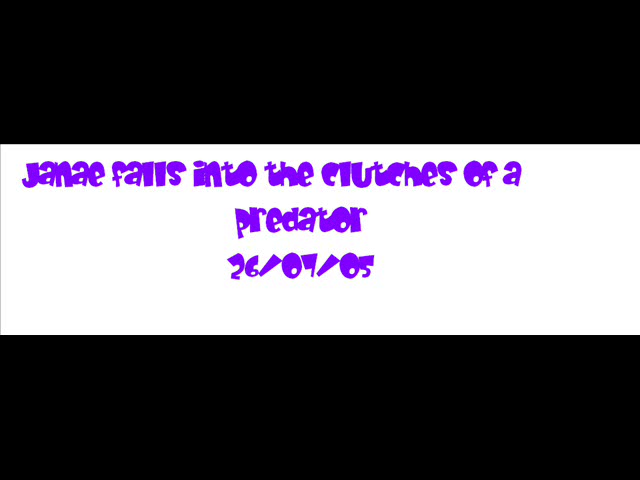 Janae falls into the clutches of a
predator
26/07/05